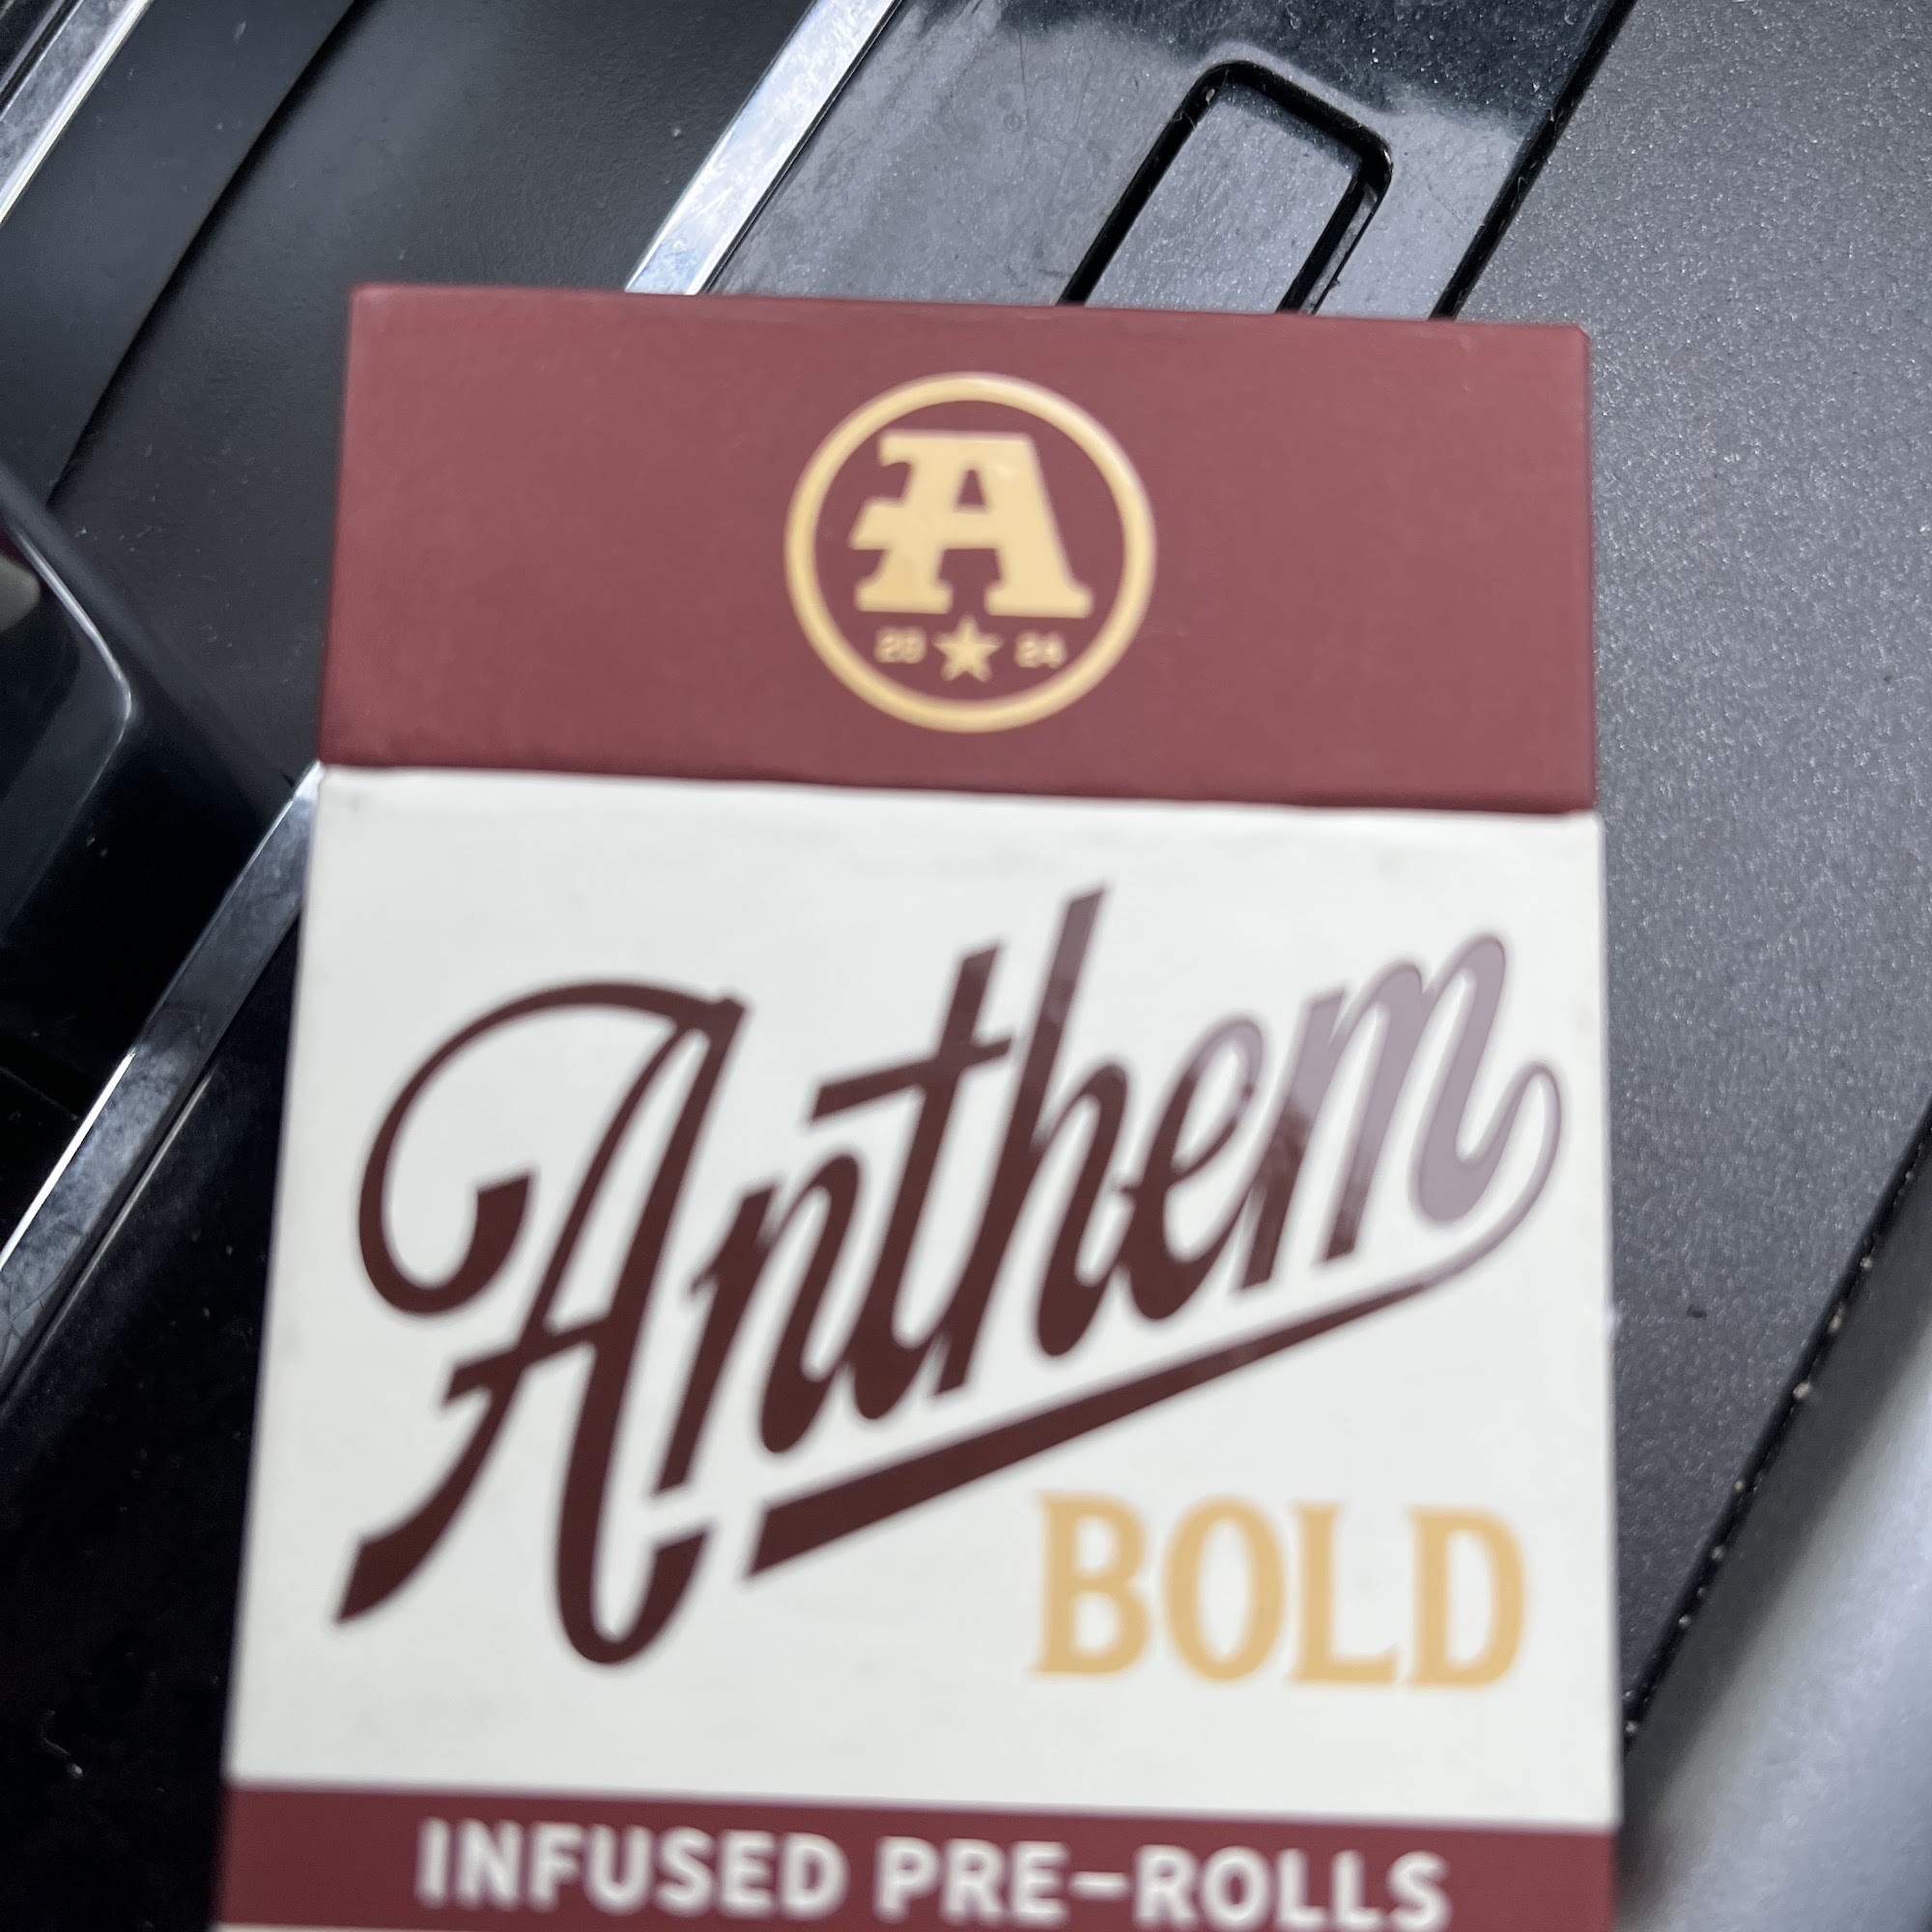 A
20 24
Anthem
BOLD
INFUSED PRE-ROLLS